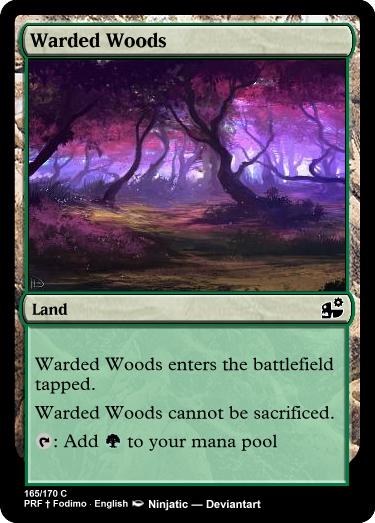 Warded Woods
Land
Warded Woods enters the battlefield
tapped.
Warded Woods cannot be sacrificed.
: Add to your mana pool
165/170 C
PRF † Fodimo · English Ninjatic — Deviantart